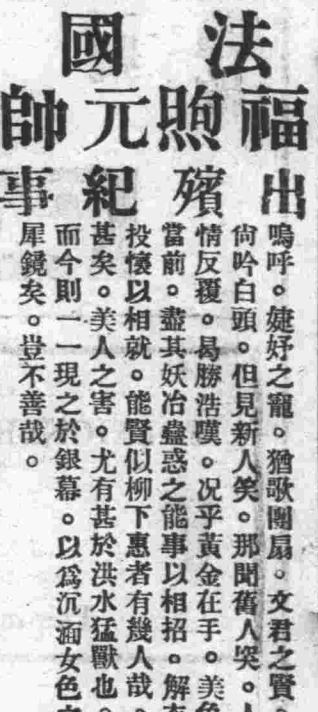 法國
福煦元帥
出殯紀事
嗚呼。婕妤之寵。猶歌團扇。文君之賢。
尙吟白頭。但見新人笑。那聞舊人哭。人
情反覆。曷勝浩嘆。况乎黃金在手。美色
當前。盡其妖冶蠱惑之能事以相招。解
投懷以相就。能賢似柳下惠者有幾人哉。
甚矣。美人之害。尤有甚於洪水猛獸也。
而今則一一現之於銀幕。以爲沉湎女色
犀鏡矣。豈不善哉。